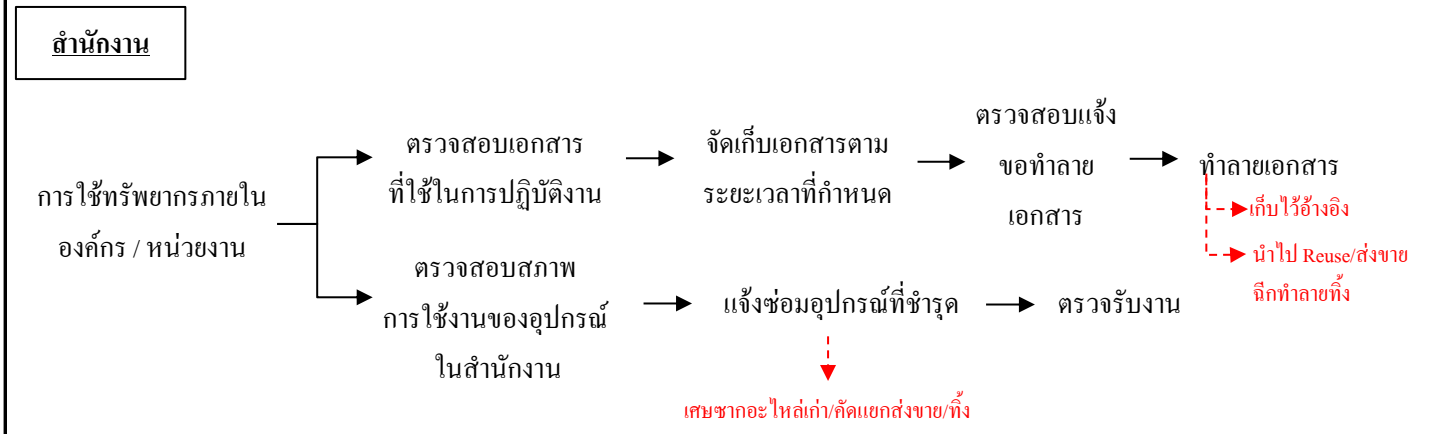 สำนักงาน
การใช้ทรัพยากรภายใน
องค์กร / หน่วยงาน
ตรวจสอบเอกสาร
ที่ใช้ในการปฏิบัติงาน
จัดเก็บเอกสารตาม
ระยะเวลาที่กำหนด
ตรวจสอบแจ้ง
ขอทำลาย
เอกสาร
ทำลายเอกสาร
เก็บไว้อ้างอิง
นำไป Reuse/ส่งขาย
ฉีกทำลายทิ้ง
ตรวจสอบสภาพ
การใช้งานของอุปกรณ์
ในสำนักงาน
แจ้งซ่อมอุปกรณ์ที่ชำรุด
ตรวจรับงาน
เศษซากอะไหล่เก่า/คัดแยกส่งขาย/ทิ้ง